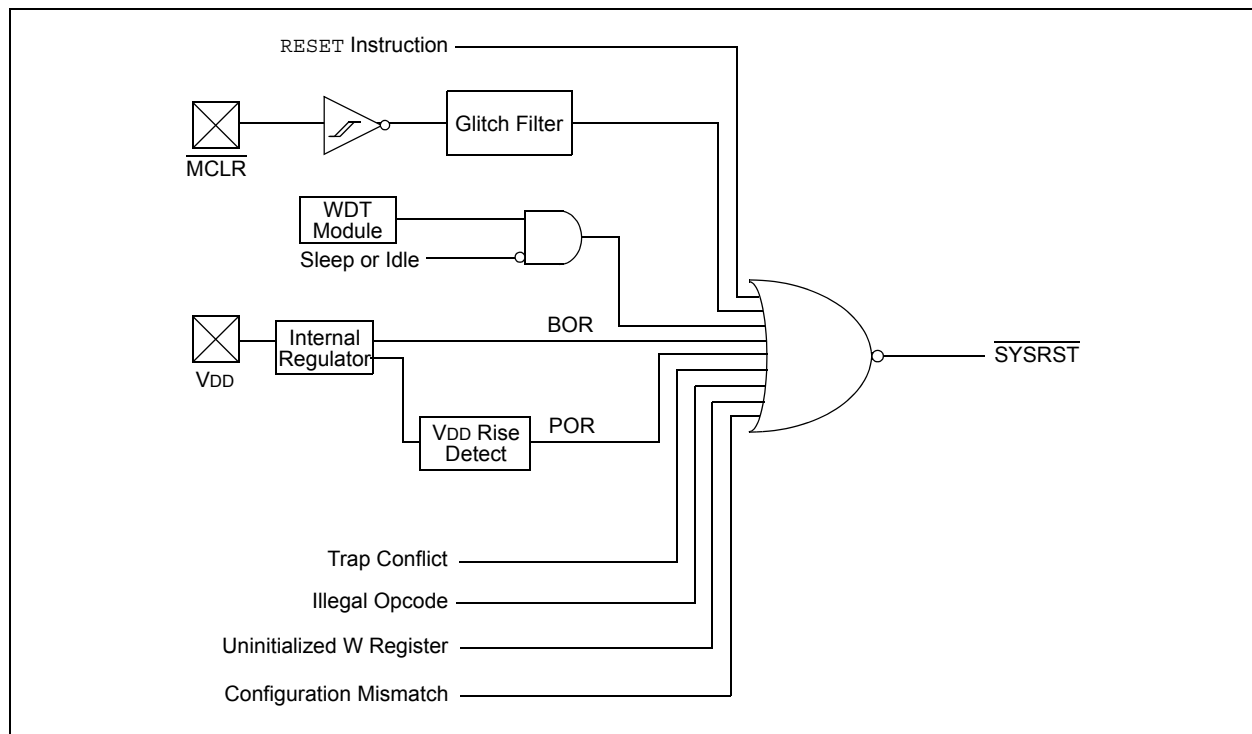 RESET Instruction
Glitch Filter
MCLR
WDT
Module
Sleep or Idle
BOR
Internal
Regulator
SYSRST
VDD
POR
VDD Rise
Detect
Trap Conflict
Illegal Opcode
Uninitialized W Register
Configuration Mismatch